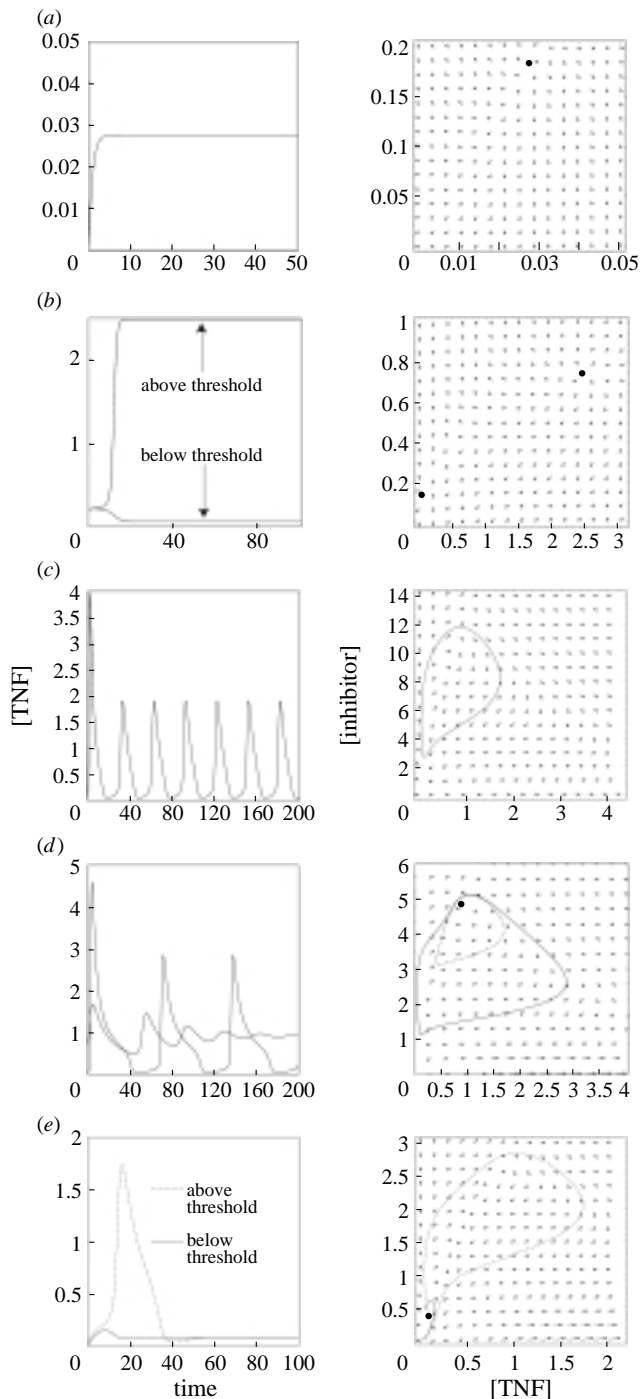 (a)
0.05
0.04
0.03
0.02
0.01
0 10 20 30 40 50
0.2
0.15
0.1
0.05
0 0.01 0.03 0.05
(b)
2
1
above threshold
below threshold
0 40 80
1
0.8
0.6
0.4
0.2
0 0.5 1 1.5 2 2.5 3
(c)
4
3.5
3
2.5
2
1.5
1
0.5
0 40 80 120 160 200
[TNF]
14
12
10
8
6
4
2
0 1 2 3 4
[inhibitor]
(d)
5
4
3
2
1
0 40 80 120 160 200
6
5
4
3
2
1
0 0.5 1 1.5 2 2.5 3 3.5 4
(e)
2
1.5
1
0.5
above
threshold
below
threshold
0 20 40 60 80 100
time
3
2.5
2
1.5
1
0.5
0 0.5 1 1.5 2
[TNF]